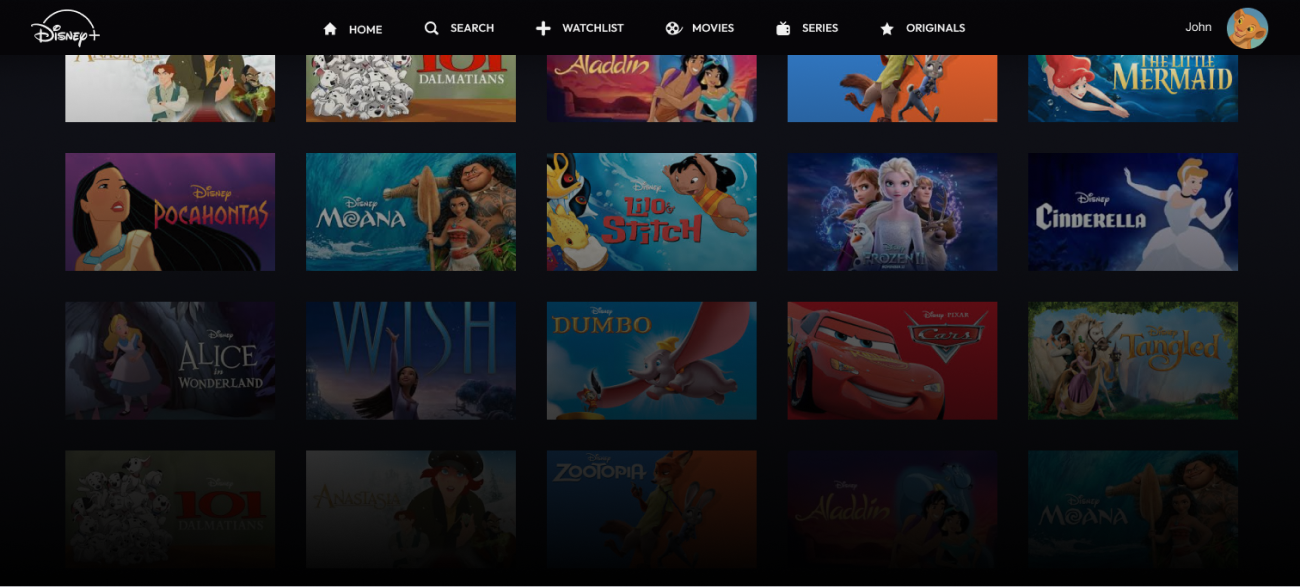 Disney+
HOME
SEARCH
WATCHLIST
MOVIES
SERIES
ORIGINALS
John
ANASTASIA
101
DALMATIANS
Aladdin
THE LITTLE
MERMAID
Disney
POCAHONTAS
Disney
MOANA
Disney
LILO &
STITCH
Disney
FROZEN II
Disney
CINDERELLA
Disney
ALICE
in
WONDERLAND
WISH
Disney
DUMBO
Disney PIXAR
Cars
Disney
Tangled
Disney
101
DALMATIANS
ANASTASIA
Disney
ZOOTOPIA
Disney
Aladdin
Disney
MOANA